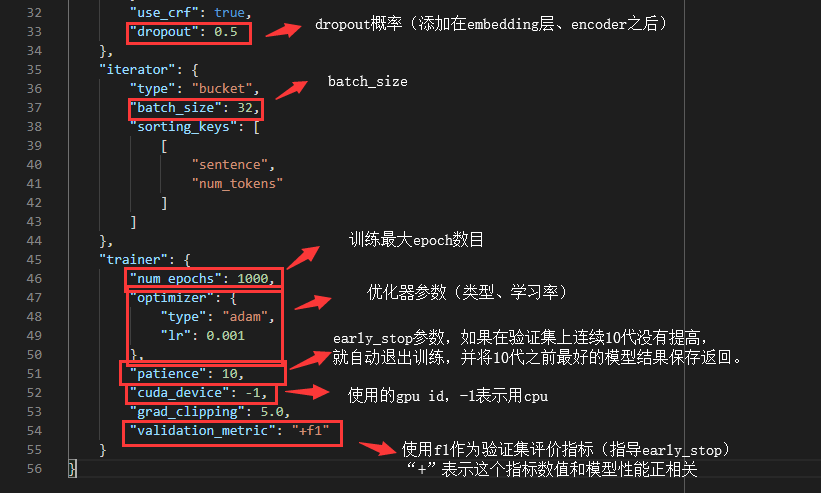 32 "use_crf": true,
33 "dropout": 0.5
dropout概率（添加在embedding层、encoder之后）
34 },
35 "iterator": {
36 "type": "bucket",
batch_size
37 "batch_size": 32,
38 "sorting_keys": [
39 [
40 "sentence",
41 "num_tokens"
42 ]
43 ]
44 },
训练最大epoch数目
45 "trainer": {
46 "num_epochs": 1000,
47 "optimizer": {
优化器参数（类型、学习率）
48 "type": "adam",
49 "lr": 0.001
early_stop参数，如果在验证集上连续10代没有提高，
50 },
就自动退出训练，并将10代之前最好的模型结果保存返回。
51 "patience": 10,
52 "cuda_device": -1,
使用的gpu id，-1表示用cpu
53 "grad_clipping": 5.0,
54 "validation_metric": "+f1"
55 }
使用f1作为验证集评价指标（指导early_stop）
56 }
“+”表示这个指标数值和模型性能正相关